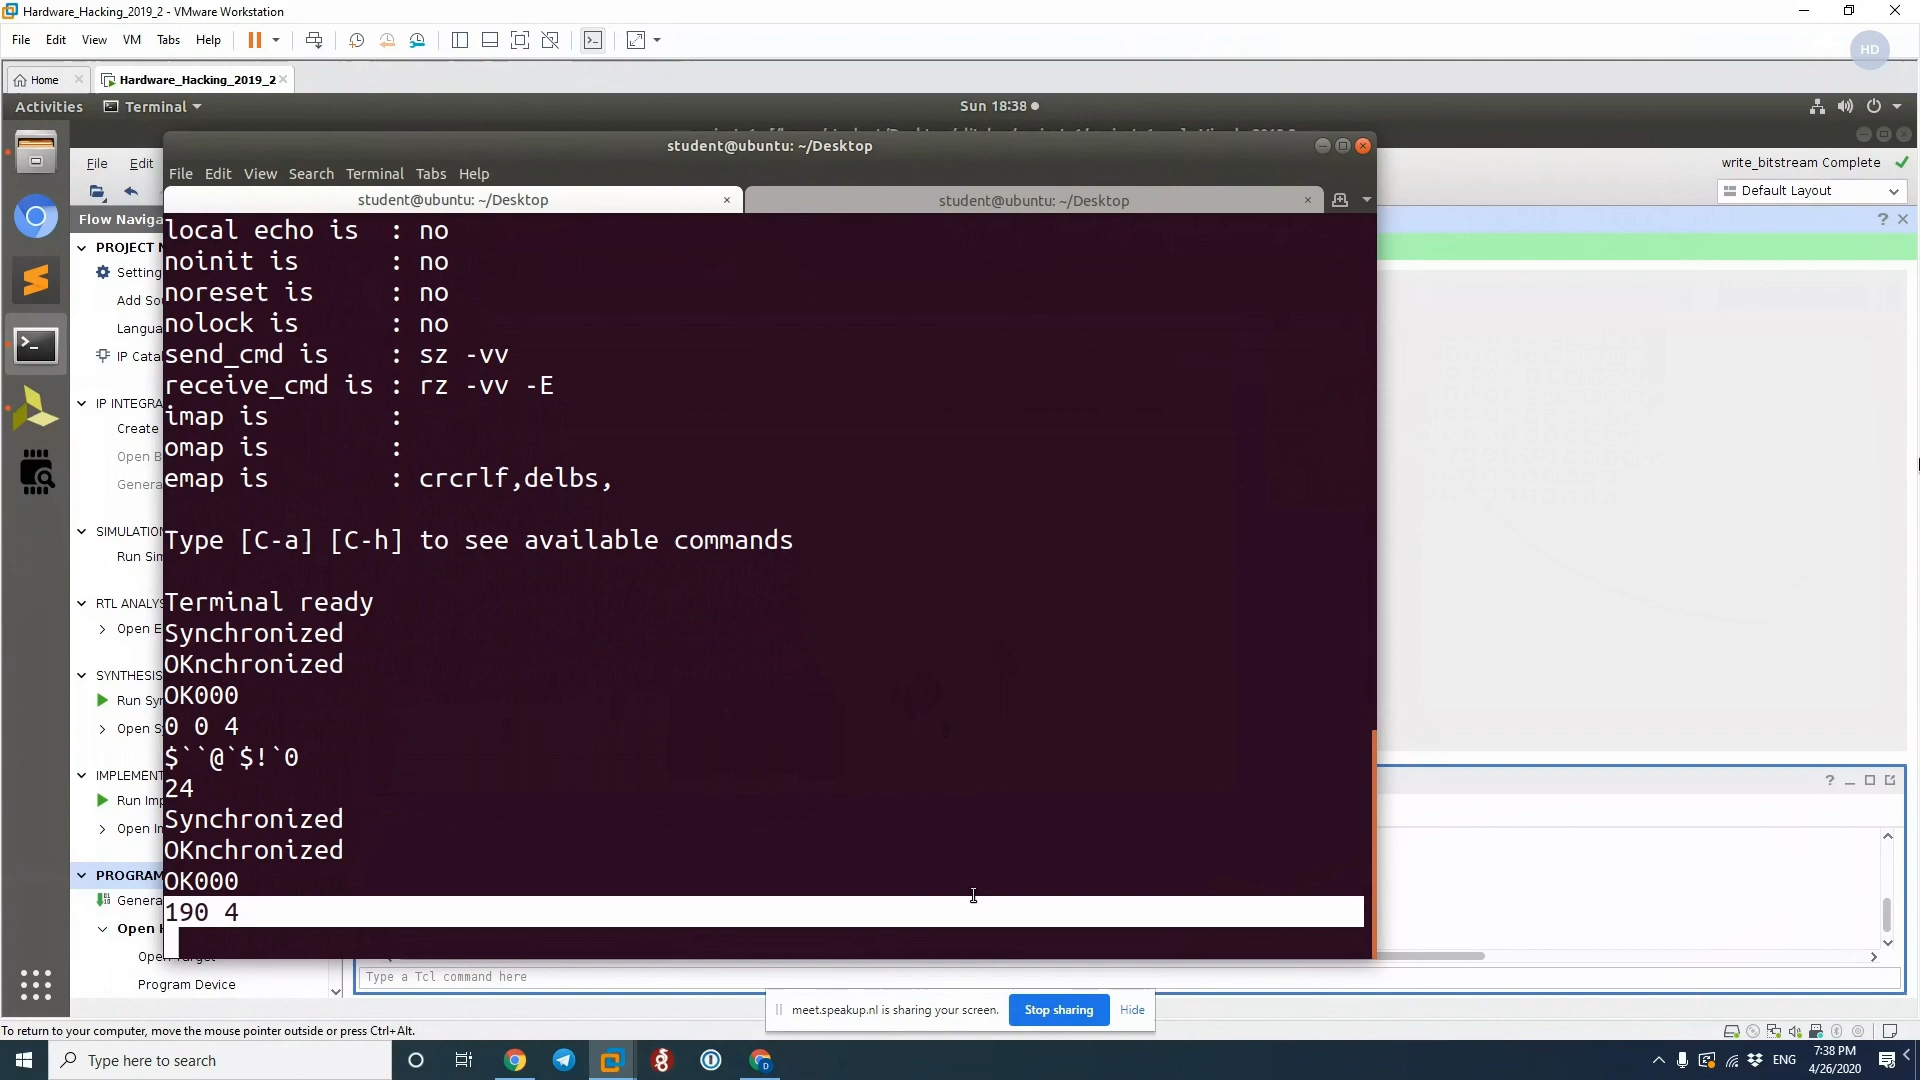 Hardware_Hacking_2019_2 - VMware Workstation
File Edit View VM Tabs Help
HD
Home Hardware_Hacking_2019_2
Activities Terminal Sun 18:38
student@ubuntu: ~/Desktop
File Edit
File Edit View Search Terminal Tabs Help
write_bitstream Complete
Default Layout
student@ubuntu: ~/Desktop
student@ubuntu: ~/Desktop
Flow Naviga
PROJECT M
Setting
Add Sou
Langua
IP Cata
IP INTEGRA
Create
Open B
Genera
SIMULATION
Run Sim
RTL ANALYS
Open E
SYNTHESIS
Run Syn
Open Sy
IMPLEMENT
Run Imp
Open Im
PROGRAM
Genera
Open H
Open Target
Program Device
local echo is : no
noinit is : no
noreset is : no
nolock is : no
send_cmd is : sz -vv
receive_cmd is : rz -vv -E
imap is :
omap is :
emap is : crcrlf,delbs,
Type [C-a] [C-h] to see available commands
Terminal ready
Synchronized
OKnchronized
OK000
0 0 4
$``@`$!`0
24
Synchronized
OKnchronized
OK000
190 4
Type a Tcl command here
meet.speakup.nl is sharing your screen. Stop sharing Hide
To return to your computer, move the mouse pointer outside or press Ctrl+Alt.
Type here to search
ENG
7:38 PM
4/26/2020